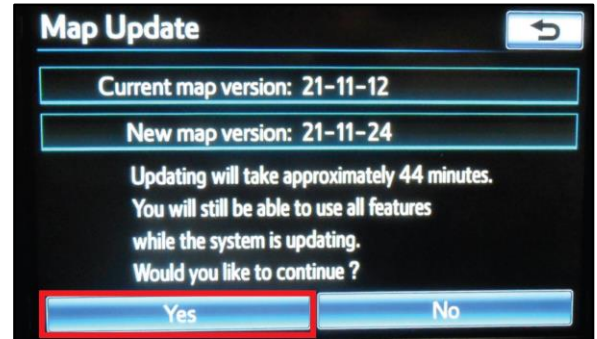 Map Update
Current map version: 21-11-12
New map version: 21-11-24
Updating will take approximately 44 minutes.
You will still be able to use all features
while the system is updating.
Would you like to continue ?
Yes No